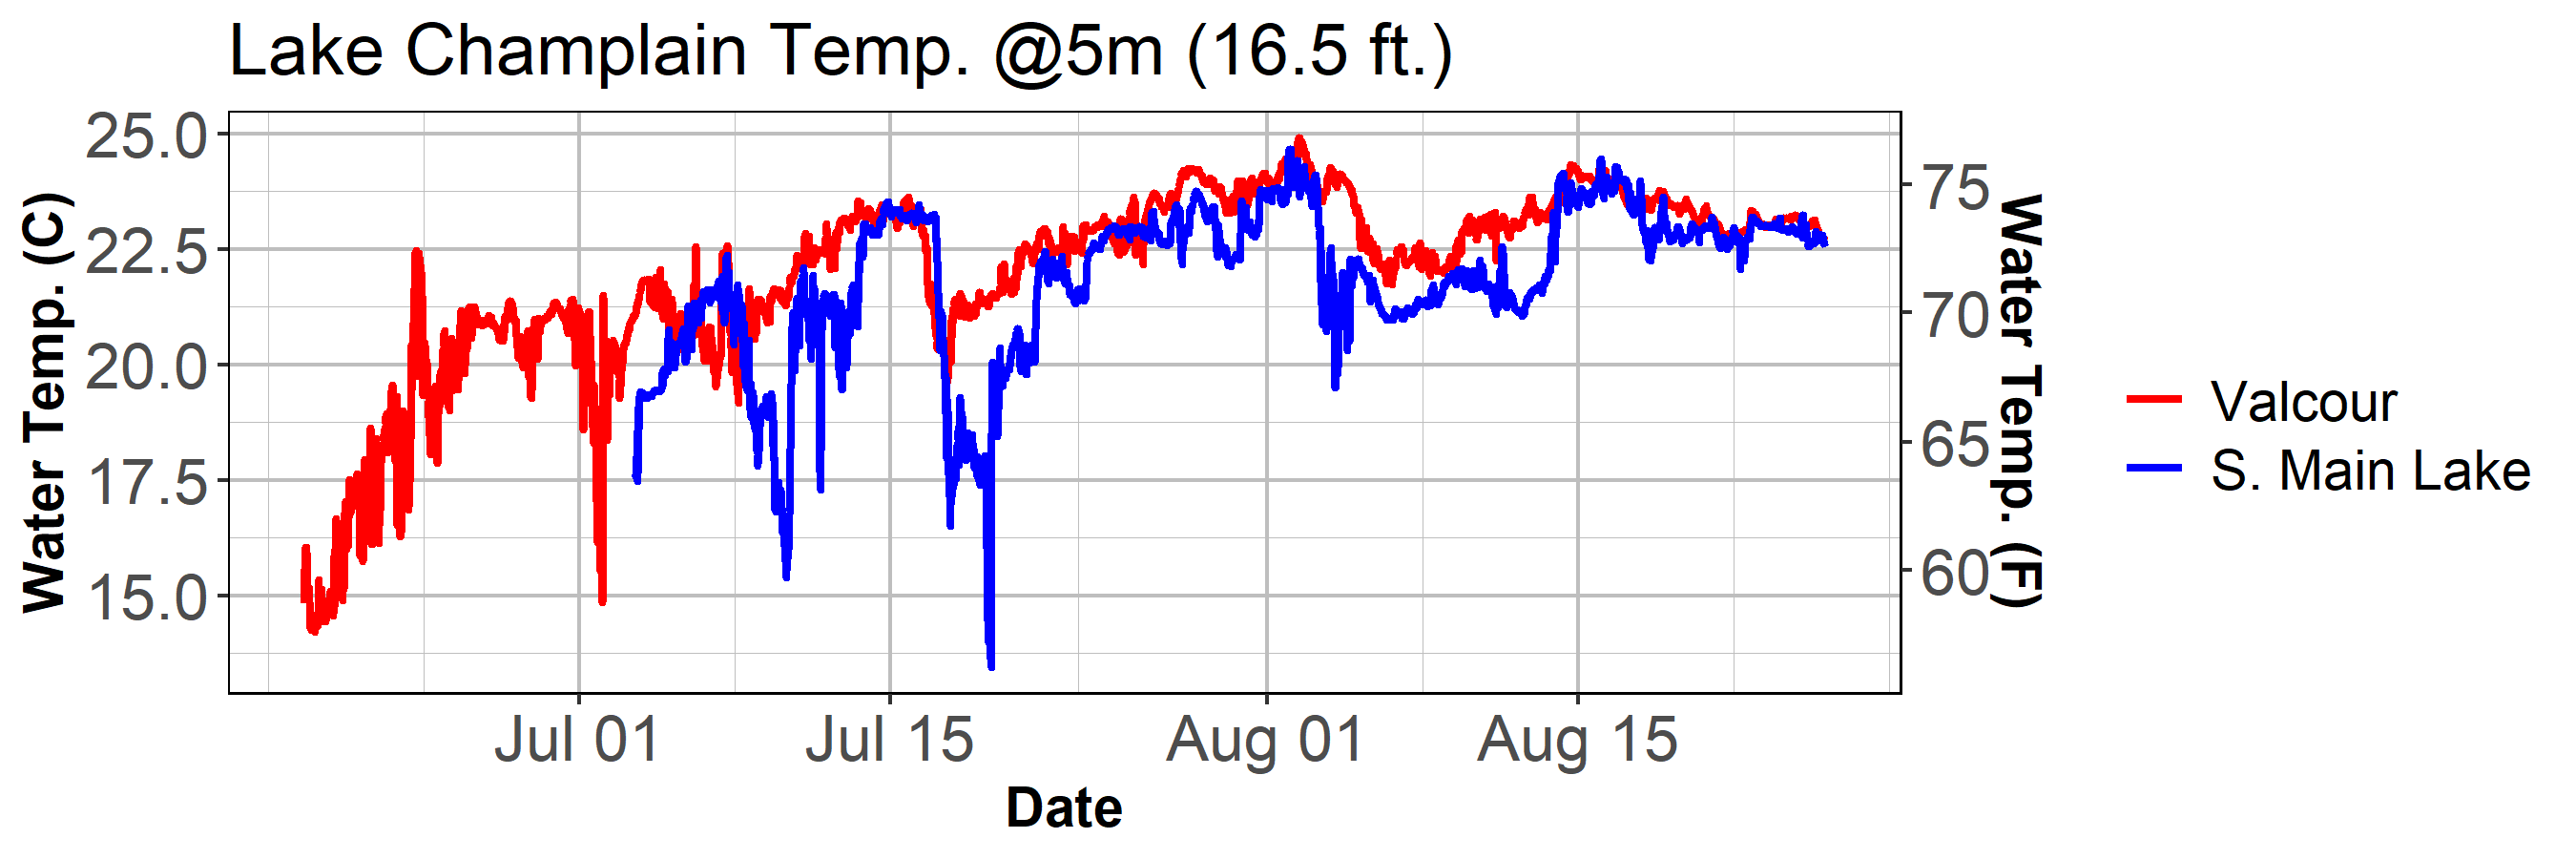 Lake Champlain Temp. @5m (16.5 ft.)
Water Temp. (C)
25.0
22.5
20.0
17.5
15.0
75
70
65
60
Water Temp. (F)
Valcour
S. Main Lake
Jul 01
Jul 15
Aug 01
Aug 15
Date